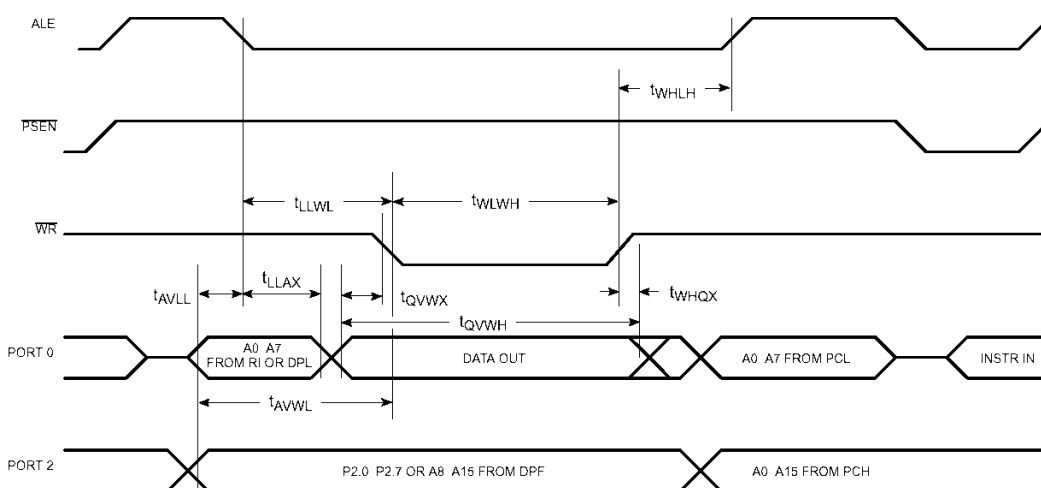 ALE
tWHLH
PSEN
tLLWL
tWLWH
WR
tAVLL
tLLAX
tQVWX
tWHQX
tQVWH
PORT 0
A0 A7
FROM RI OR DPL
DATA OUT
A0 A7 FROM PCL
INSTR IN
tAVWL
PORT 2
P2.0 P2.7 OR A8 A15 FROM DPF
A0 A15 FROM PCH